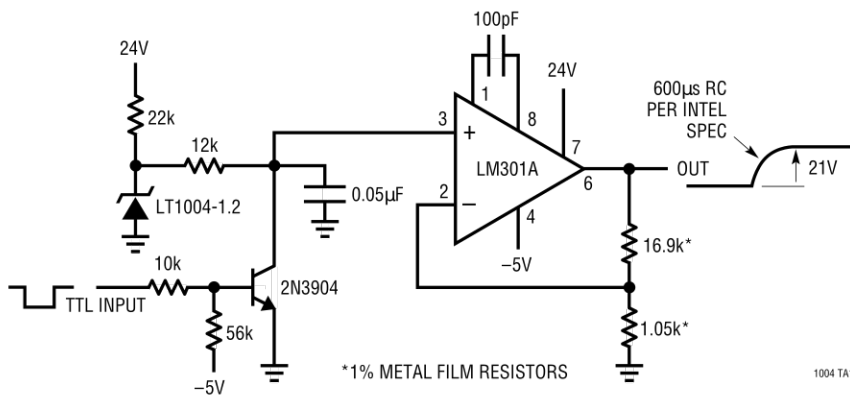 100pF
24V
24V
600µs RC
PER INTEL
SPEC
1
8
22k
12k
3
+
7
LM301A
6
OUT
21V
2
−
4
LT1004-1.2
0.05µF
–5V
16.9k*
10k
2N3904
TTL INPUT
56k
1.05k*
–5V
*1% METAL FILM RESISTORS
1004 TA